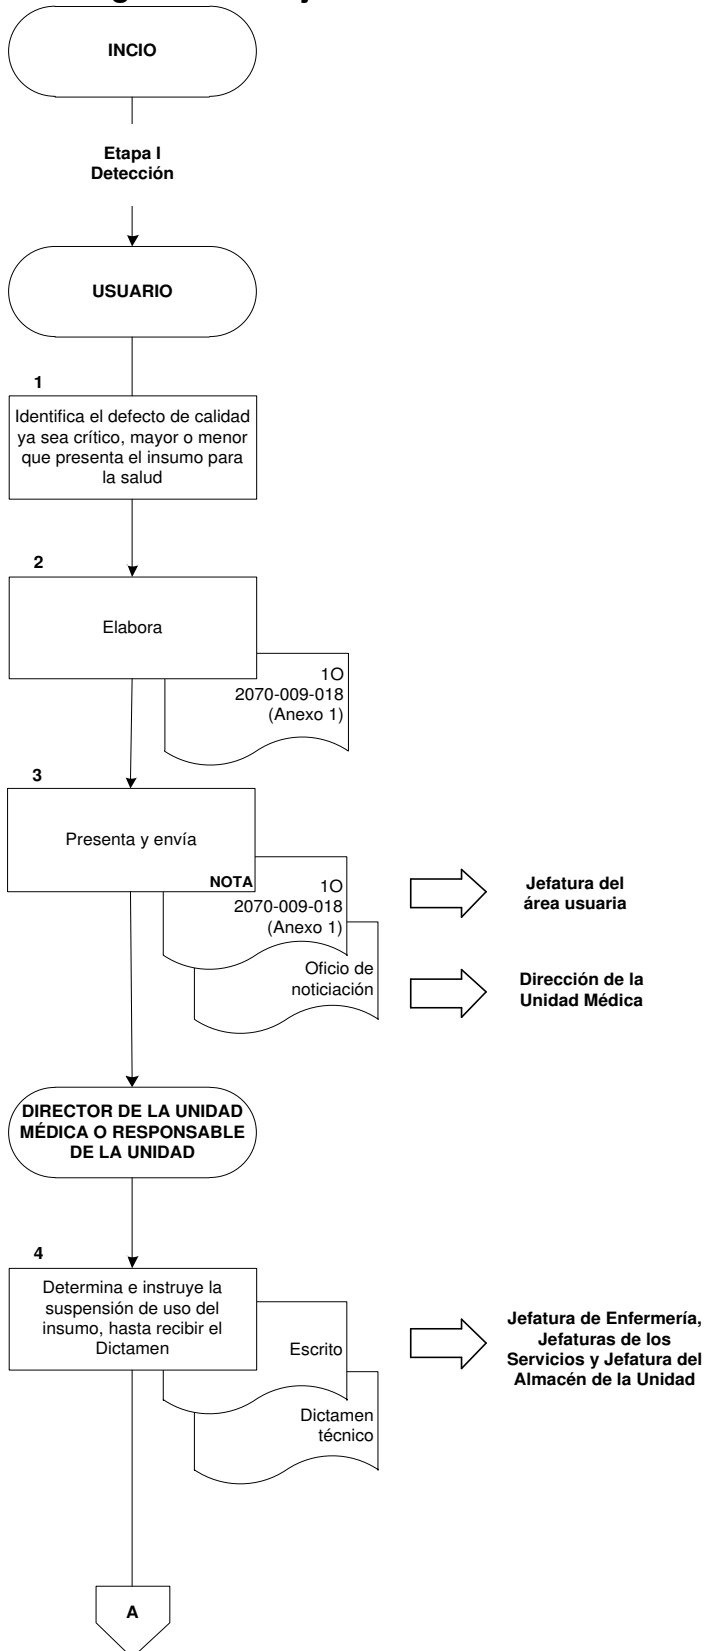 INCIO
Etapa I
Detección
USUARIO
1
Identifica el defecto de calidad
ya sea crítico, mayor o menor
que presenta el insumo para
la salud
2
Elabora
1O
2070-009-018
(Anexo 1)
3
Presenta y envía
NOTA
1O
2070-009-018
(Anexo 1)
Jefatura del
área usuaria
Oficio de
noticiación
Dirección de la
Unidad Médica
DIRECTOR DE LA UNIDAD
MÉDICA O RESPONSABLE
DE LA UNIDAD
4
Determina e instruye la
suspensión de uso del
insumo, hasta recibir el
Dictamen
Escrito
Dictamen
técnico
Jefatura de Enfermería,
Jefaturas de los
Servicios y Jefatura del
Almacén de la Unidad
A